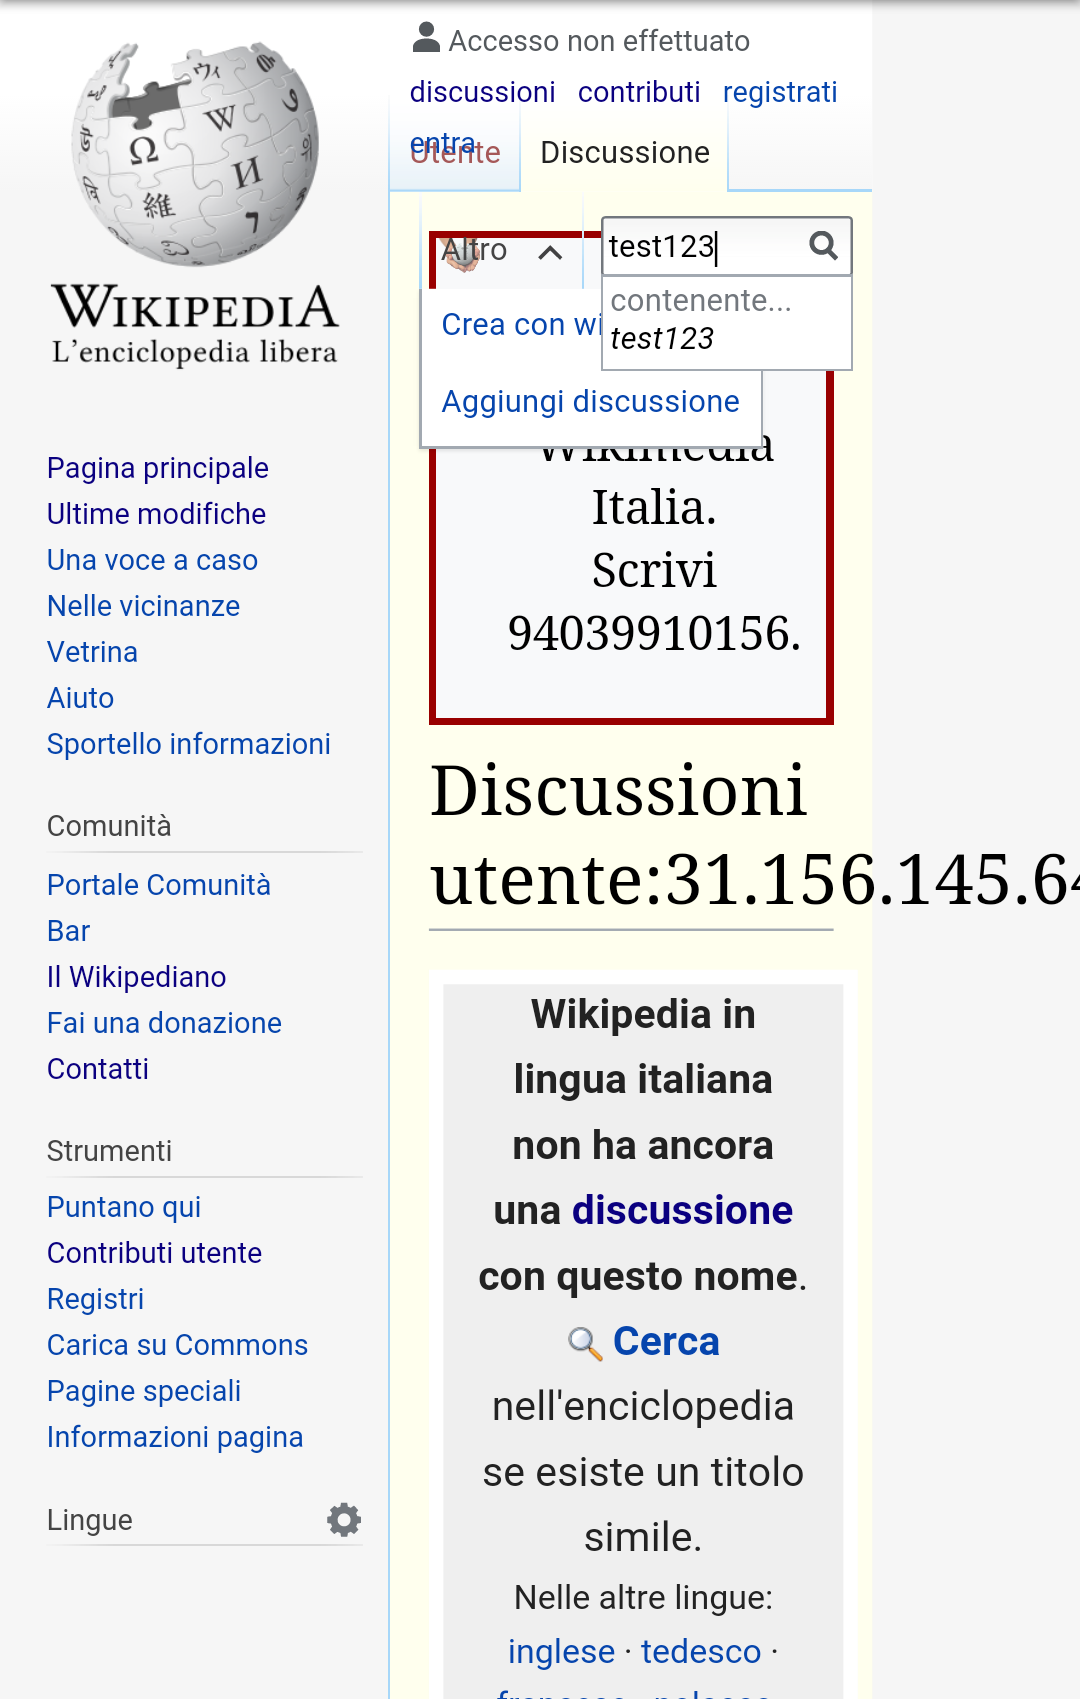 Accesso non effettuato
discussioni contributi registrati
entra
Utente Discussione
Altro
test123
contenente...
test123
Crea con wi
Aggiungi discussione
WIKIPEDIA
L'enciclopedia libera
Pagina principale
Ultime modifiche
Una voce a caso
Nelle vicinanze
Vetrina
Aiuto
Sportello informazioni
Comunità
Portale Comunità
Bar
Il Wikipediano
Fai una donazione
Contatti
Strumenti
Puntano qui
Contributi utente
Registri
Carica su Commons
Pagine speciali
Informazioni pagina
Lingue
Wikimedia
Italia.
Scrivi
94039910156.
Discussioni
utente:31.156.145.64
Wikipedia in
lingua italiana
non ha ancora
una discussione
con questo nome.
Cerca
nell'enciclopedia
se esiste un titolo
simile.
Nelle altre lingue:
inglese · tedesco ·
francese · polacco